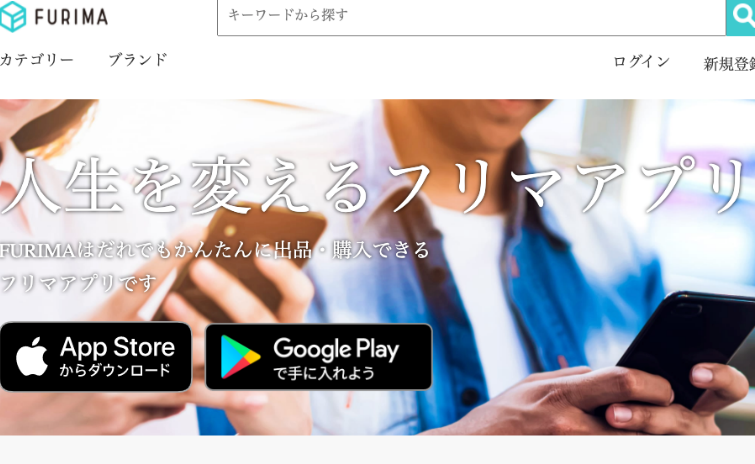 FURIMA
キーワードから探す
カテゴリー ブランド
ログイン 新規登録
人生を変えるフリマアプリ
FURIMAはだれでもかんたんに出品・購入できる
フリマアプリです
App Store
からダウンロード
Google Play
で手に入れよう